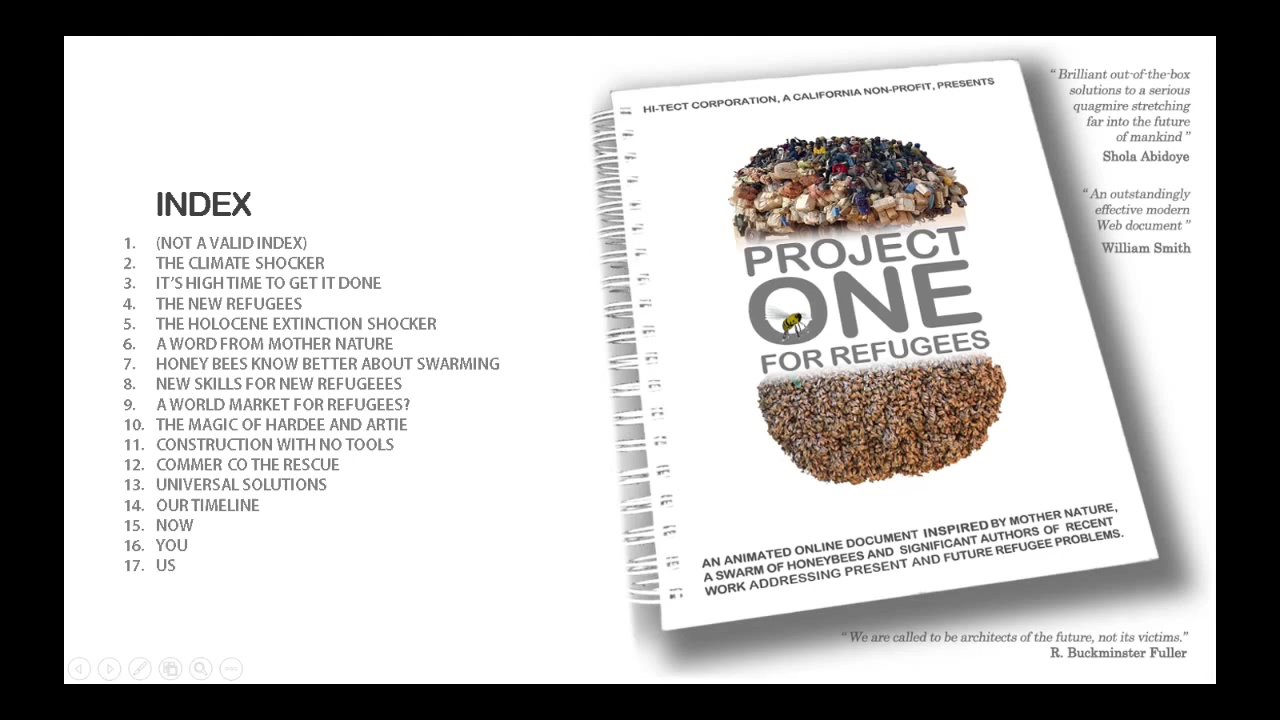 INDEX
1. (NOT A VALID INDEX)
2. THE CLIMATE SHOCKER
3. IT'S HIGH TIME TO GET IT DONE
4. THE NEW REFUGEES
5. THE HOLOCENE EXTINCTION SHOCKER
6. A WORD FROM MOTHER NATURE
7. HONEY BEES KNOW BETTER ABOUT SWARMING
8. NEW SKILLS FOR NEW REFUGEEES
9. A WORLD MARKET FOR REFUGEES?
10. THE MAGIC OF HARDEE AND ARTIE
11. CONSTRUCTION WITH NO TOOLS
12. COMMER CO THE RESCUE
13. UNIVERSAL SOLUTIONS
14. OUR TIMELINE
15. NOW
16. YOU
17. US
HI-TECT CORPORATION, A CALIFORNIA NON-PROFIT, PRESENTS
PROJECT
ONE
FOR REFUGEES
AN ANIMATED ONLINE DOCUMENT INSPIRED BY MOTHER NATURE,
A SWARM OF HONEYBEES AND SIGNIFICANT AUTHORS OF RECENT
WORK ADDRESSING PRESENT AND FUTURE REFUGEE PROBLEMS.
“ Brilliant out-of-the-box
solutions to a serious
quagmire stretching
far into the future
of mankind ”
Shola Abidoye
“ An outstandingly
effective modern
Web document ”
William Smith
“ We are called to be architects of the future, not its victims.”
R. Buckminster Fuller